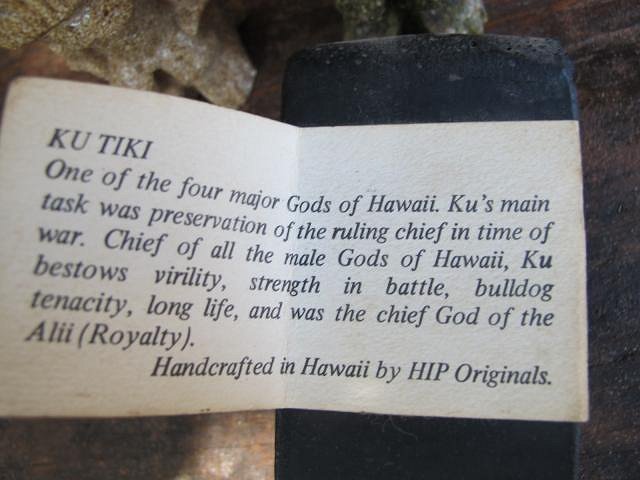 KU TIKI
One of the four major Gods of Hawaii. Ku's main
task was preservation of the ruling chief in time of
war. Chief of all the male Gods of Hawaii, Ku
bestows virility, strength in battle, bulldog
tenacity, long life, and was the chief God of the
Alii (Royalty).
Handcrafted in Hawaii by HIP Originals.